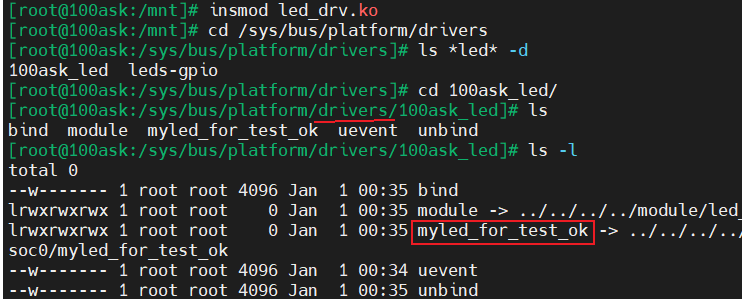 [root@100ask:/mnt]# insmod led_drv.ko
[root@100ask:/mnt]# cd /sys/bus/platform/drivers
[root@100ask:/sys/bus/platform/drivers]# ls *led* -d
100ask_led  leds-gpio
[root@100ask:/sys/bus/platform/drivers]# cd 100ask_led/
[root@100ask:/sys/bus/platform/drivers/100ask_led]# ls
bind  module  myled_for_test_ok  uevent  unbind
[root@100ask:/sys/bus/platform/drivers/100ask_led]# ls -l
total 0
--w------- 1 root root 4096 Jan  1 00:35 bind
lrwxrwxrwx 1 root root    0 Jan  1 00:35 module -> ../../../../module/led_
lrwxrwxrwx 1 root root    0 Jan  1 00:35 myled_for_test_ok -> ../../../../
soc0/myled_for_test_ok
--w------- 1 root root 4096 Jan  1 00:34 uevent
--w------- 1 root root 4096 Jan  1 00:35 unbind